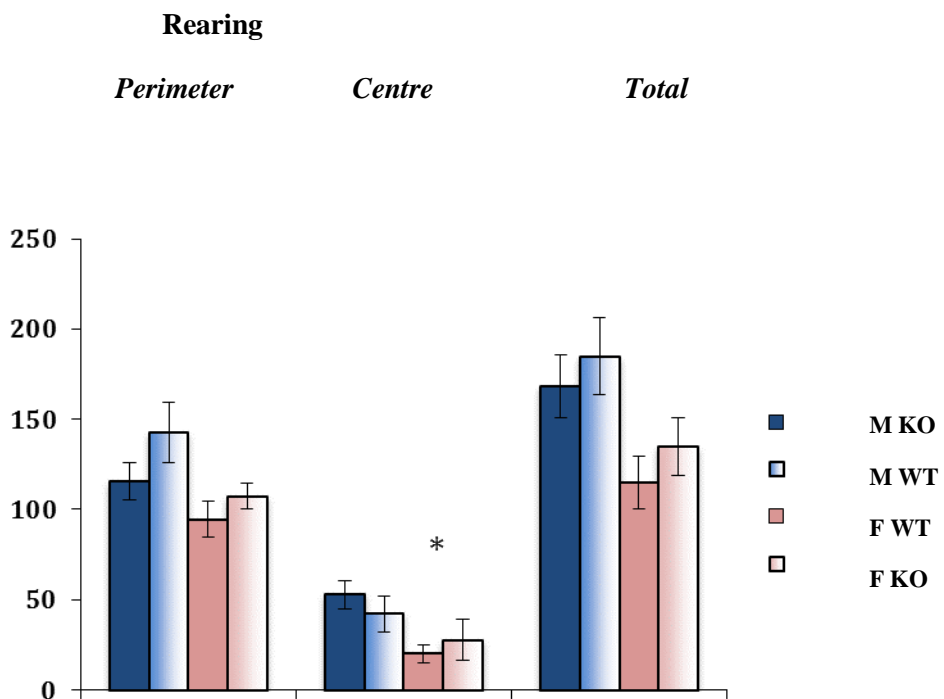 Rearing
Perimeter Centre Total
250
200
150
100
50
0
*
M KO
M WT
F WT
F KO